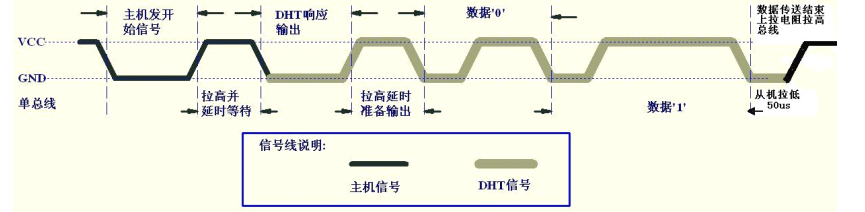 主机发开
始信号
DHT响应
输出
数据'0'
数据传送结束
上拉电阻拉高
总线
VCC
GND
单总线
拉高并
延时等待
拉高延时
准备输出
数据'1'
从机拉低
50us
信号线说明:
主机信号
DHT信号